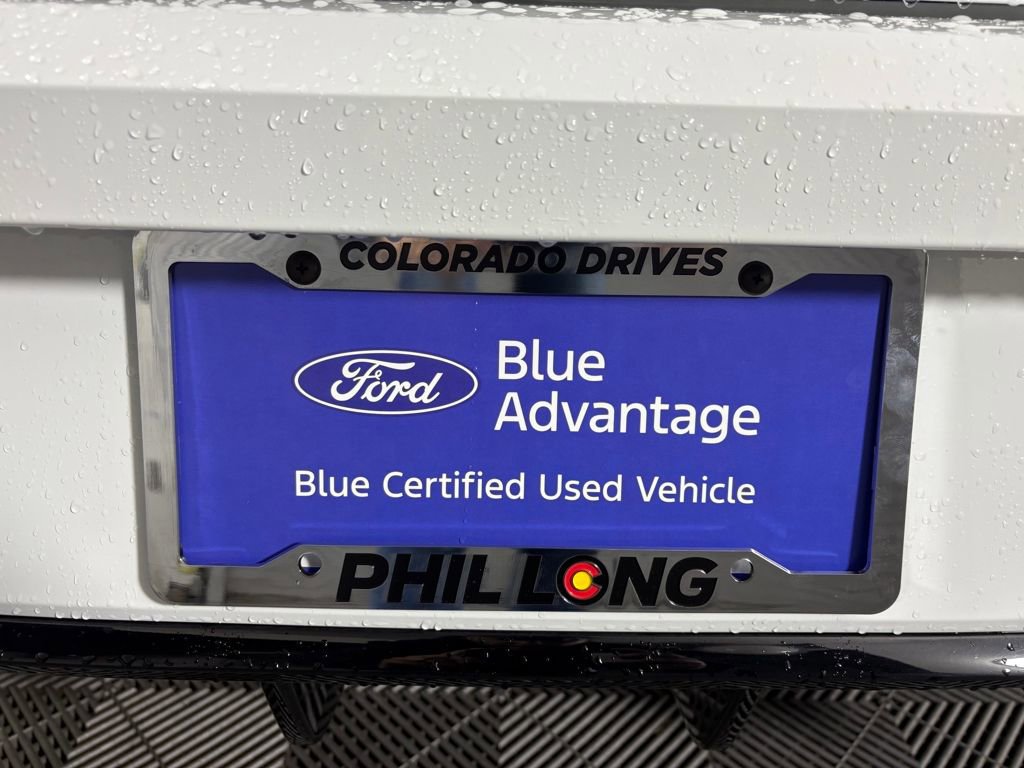 COLORADO DRIVES
Ford
Blue
Advantage
Blue Certified Used Vehicle
PHIL LONG